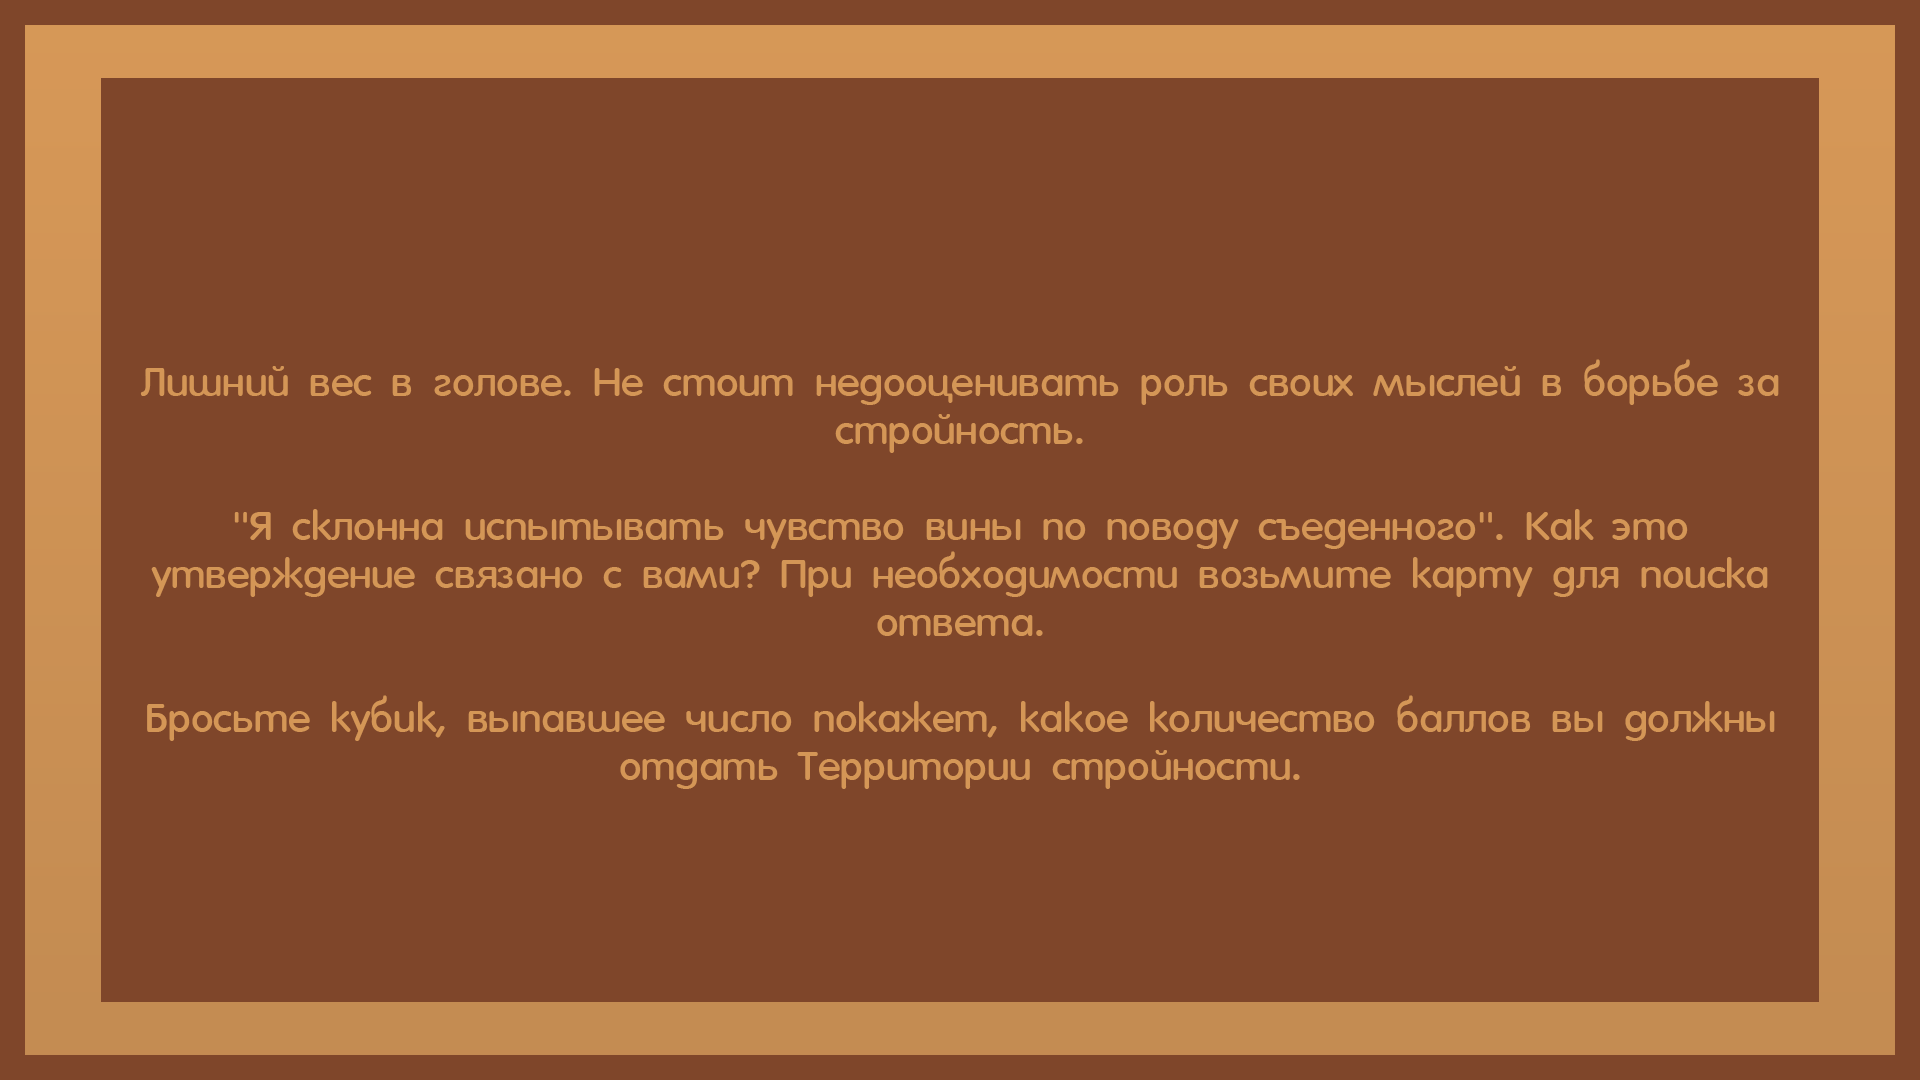 Лишний вес в голове. Не стоит недооценивать роль своих мыслей в борьбе за
стройность.
"Я склонна испытывать чувство вины по поводу съеденного". Как это
утверждение связано с вами? При необходимости возьмите карту для поиска
ответа.
Бросьте кубик, выпавшее число покажет, какое количество баллов вы должны
отдать Территории стройности.